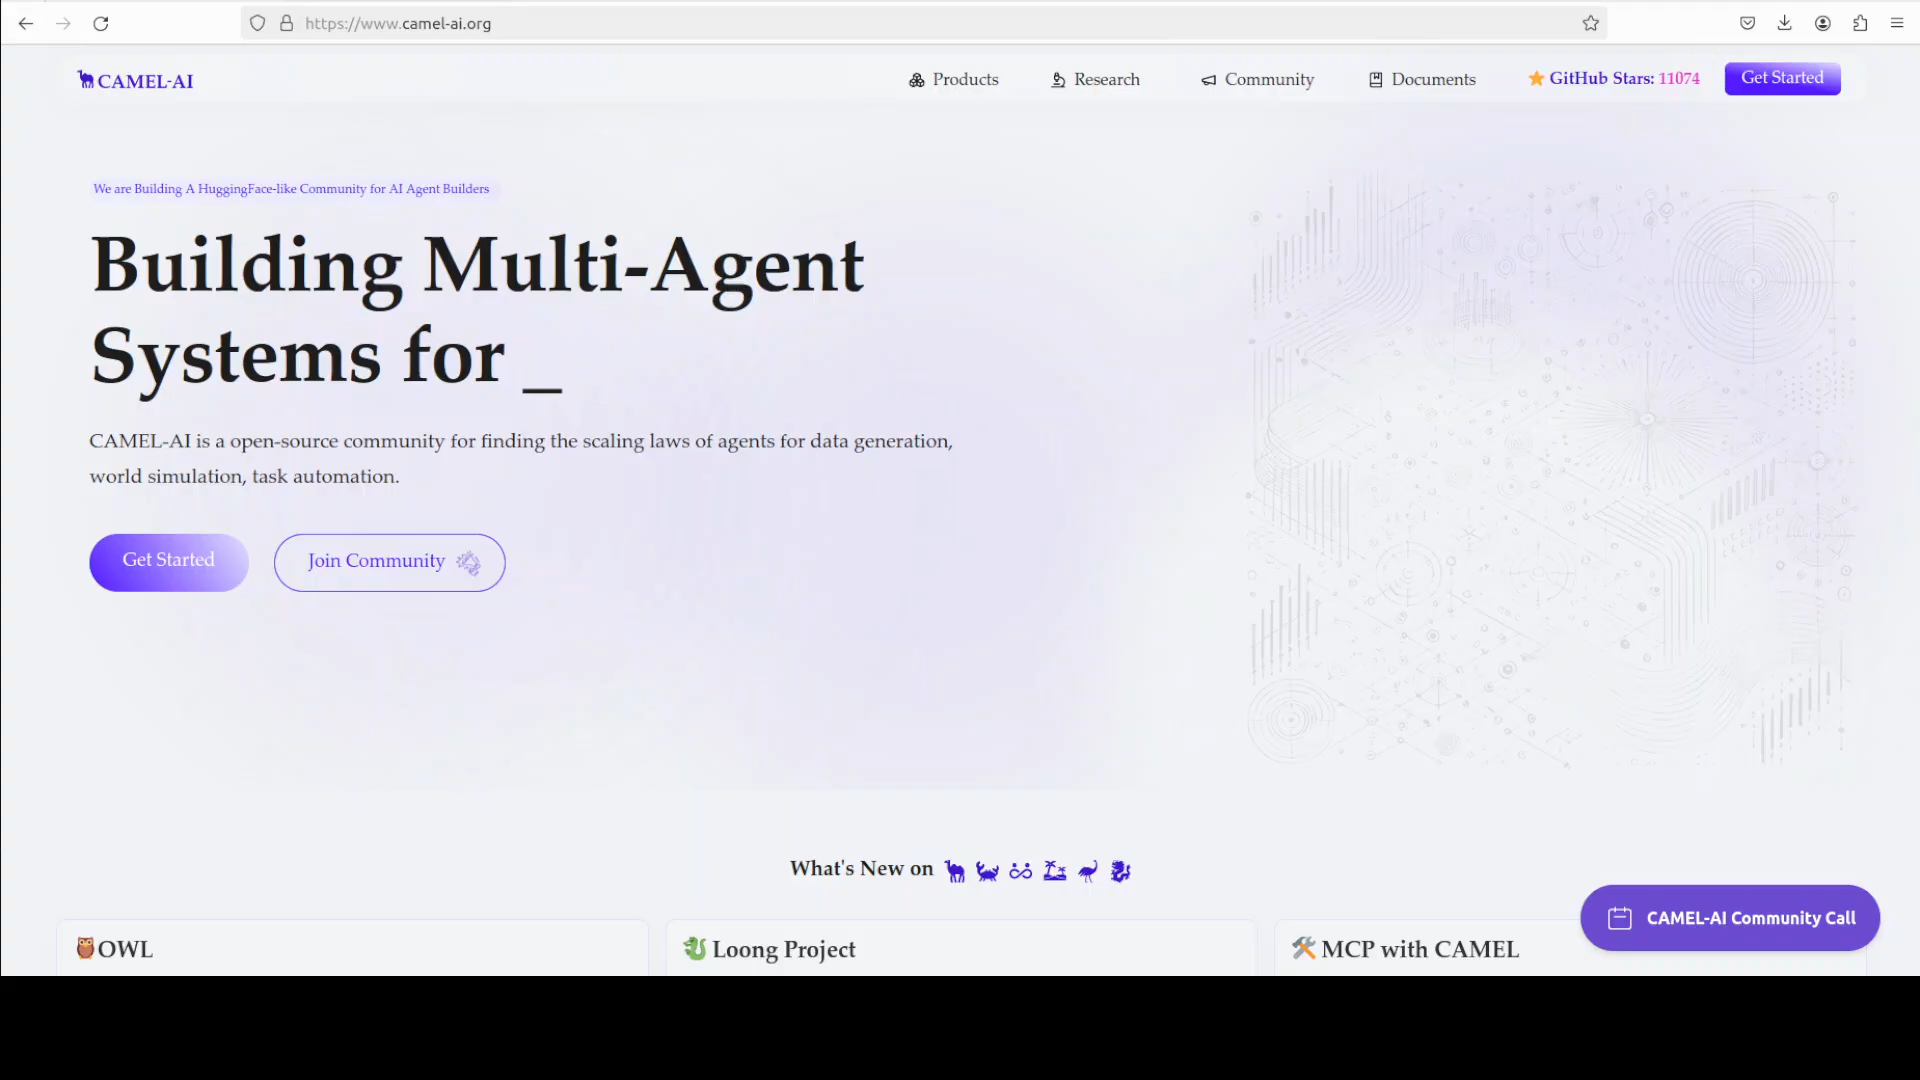 https://www.camel-ai.org
CAMEL-AI
Products
Research
Community
Documents
GitHub Stars: 11074
Get Started
We are Building A HuggingFace-like Community for AI Agent Builders
Building Multi-Agent
Systems for _
CAMEL-AI is a open-source community for finding the scaling laws of agents for data generation,
world simulation, task automation.
Get Started
Join Community
What's New on
CAMEL-AI Community Call
OWL
Loong Project
MCP with CAMEL